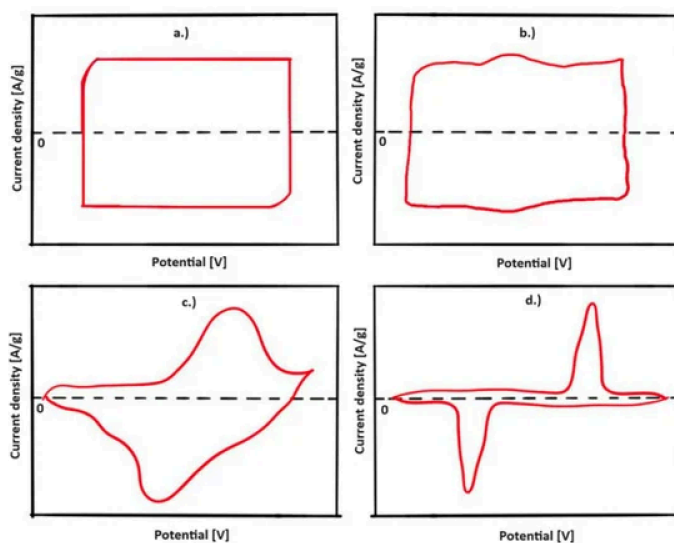 a.)
Current density [A/g]
0
Potential [V]
b.)
Current density [A/g]
0
Potential [V]
c.)
Current density [A/g]
0
Potential [V]
d.)
Current density [A/g]
0
Potential [V]